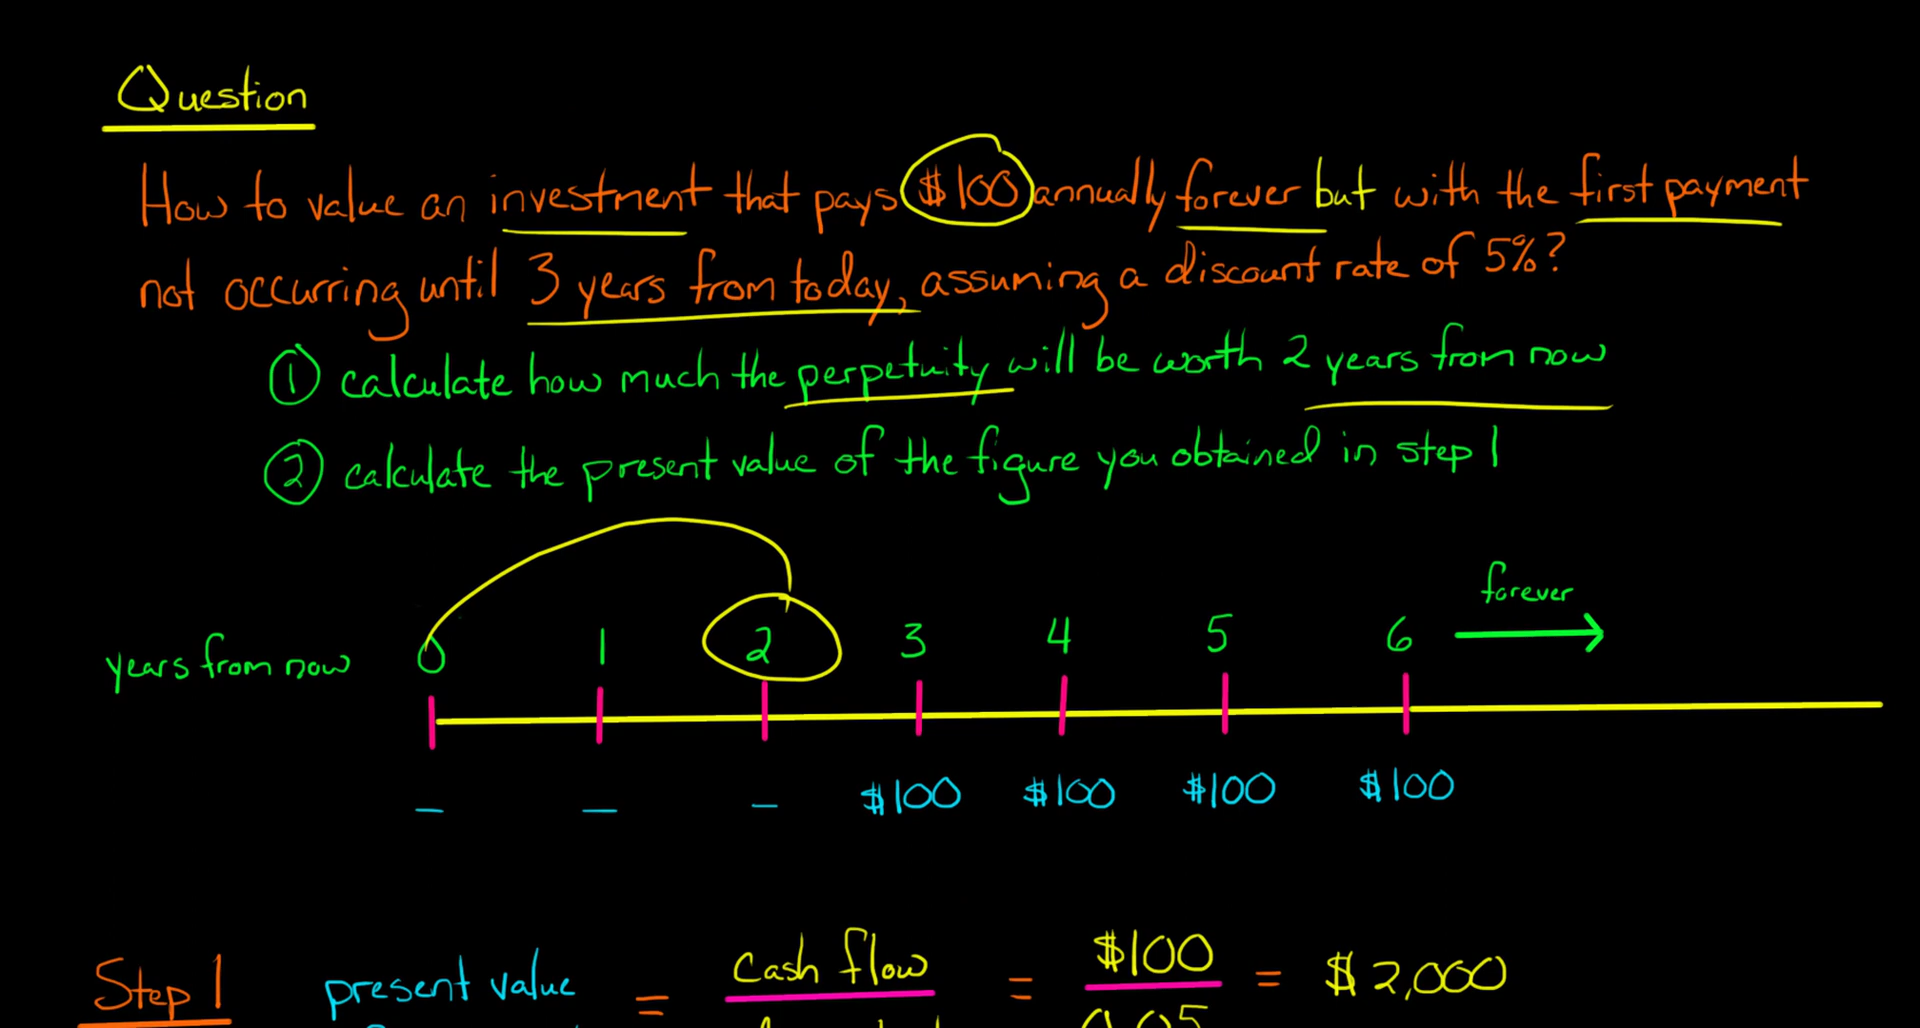 Question
How to value an investment that pays $100 annually forever but with the first payment
not occurring until 3 years from today, assuming a discount rate of 5%?
① calculate how much the perpetuity will be worth 2 years from now
② calculate the present value of the figure you obtained in step 1
forever
years from now 0 1 2 3 4 5 6
– – – $100 $100 $100 $100
Step 1 present value = cash flow = $100 = $2,000
0.05